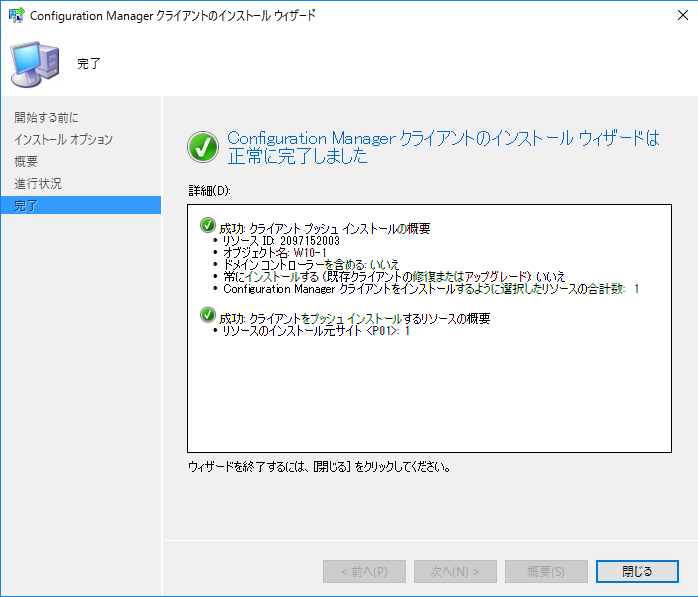 Configuration Manager クライアントのインストール ウィザード
完了
開始する前に
インストール オプション
概要
進行状況
完了
Configuration Manager クライアントのインストール ウィザードは
正常に完了しました
詳細(D):
成功: クライアント プッシュ インストールの概要
• リソース ID: 2097152003
• オブジェクト名: W10-1
• ドメイン コントローラーを含める: いいえ
• 常にインストールする (既存クライアントの修復またはアップグレード): いいえ
• Configuration Manager クライアントをインストールするように選択したリソースの合計数: 1
成功: クライアントをプッシュ インストールするリソースの概要
• リソースのインストール元サイト <P01>: 1
ウィザードを終了するには、[閉じる] をクリックしてください。
< 前へ(P)
次へ(N) >
概要(S)
閉じる